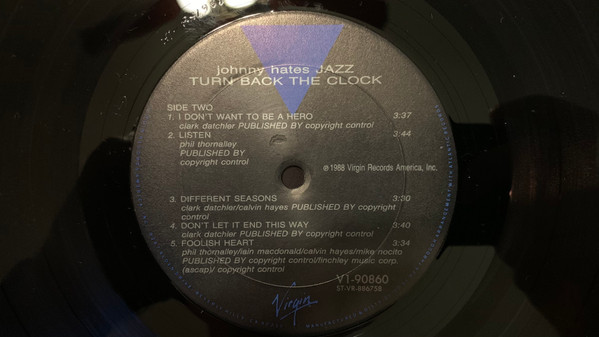 johnny hates JAZZ
TURN BACK THE CLOCK
SIDE TWO
1. I DON'T WANT TO BE A HERO 3:37
clark datchler PUBLISHED BY copyright control
2. LISTEN 3:44
phil thornalley
PUBLISHED BY
copyright control
℗ 1988 Virgin Records America, Inc.
3. DIFFERENT SEASONS 3:30
clark datchler/calvin hayes PUBLISHED BY copyright
control
4. DON'T LET IT END THIS WAY 3:40
clark datchler PUBLISHED BY copyright control
5. FOOLISH HEART 3:34
phil thornalley/iain macdonald/calvin hayes/mike nocito
PUBLISHED BY copyright control/finchley music corp.
(ascap)/ copyright control
V1-90860
ST-VR-886758
Virgin